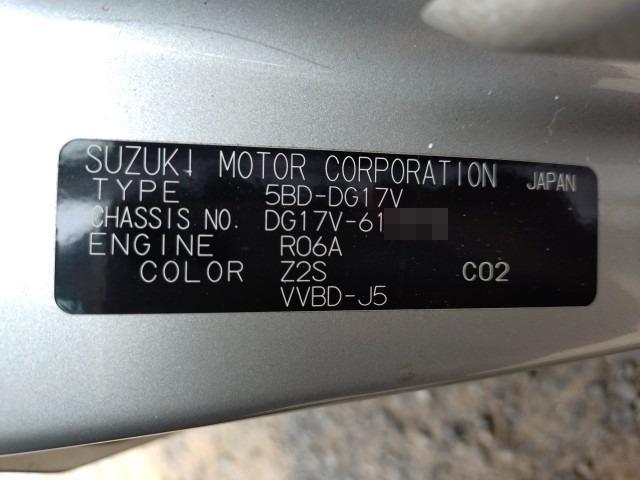 SUZUKI MOTOR CORPORATION JAPAN
TYPE 5BD-DG17V
CHASSIS NO. DG17V-61
ENGINE R06A
COLOR Z2S C02
VVBD-J5